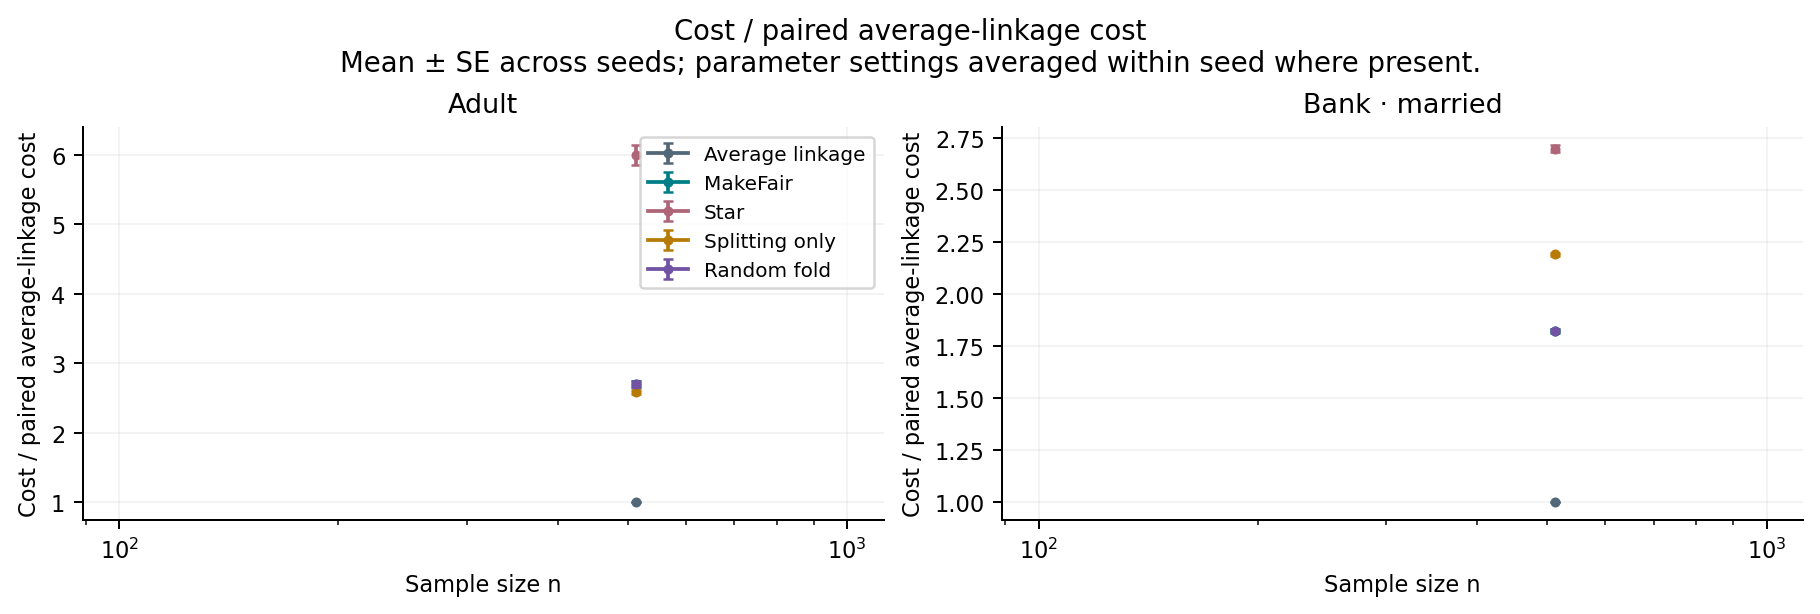 Cost / paired average-linkage cost
Mean ± SE across seeds; parameter settings averaged within seed where present.
Adult
Cost / paired average-linkage cost
6
5
4
3
2
1
Average linkage
MakeFair
Star
Splitting only
Random fold
10²
10³
Sample size n
Bank · married
Cost / paired average-linkage cost
2.75
2.50
2.25
2.00
1.75
1.50
1.25
1.00
10²
10³
Sample size n